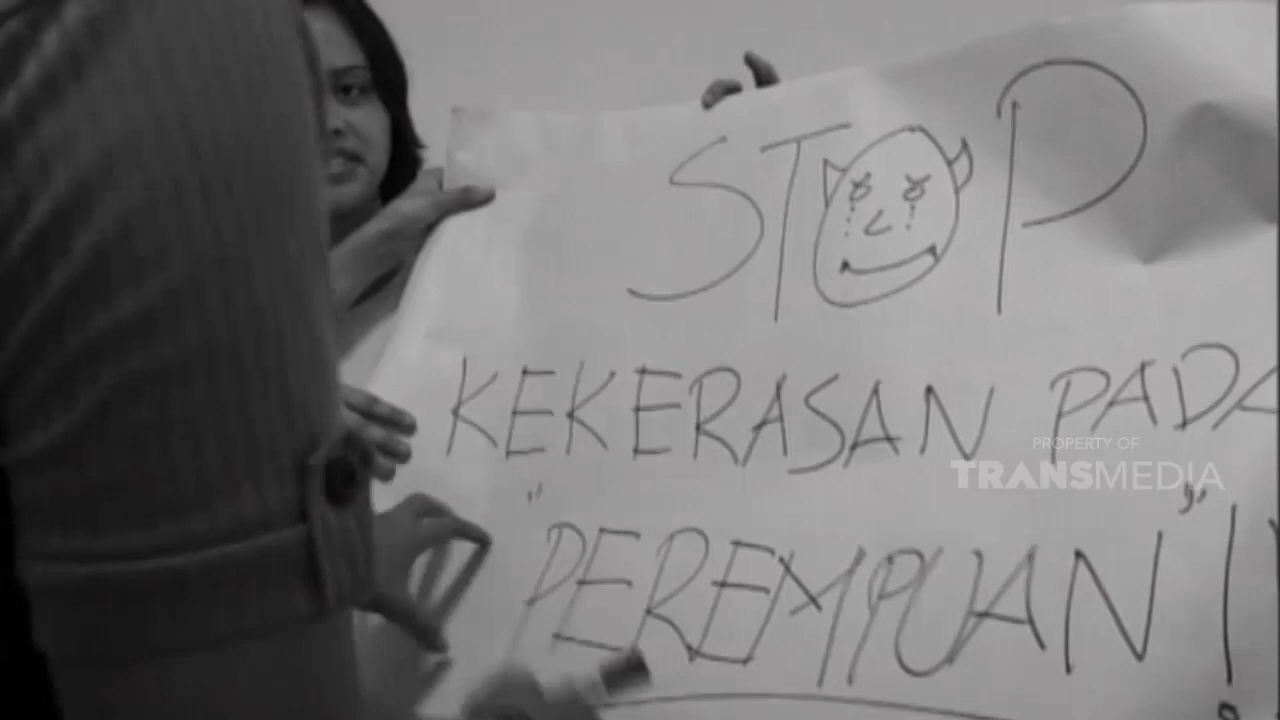 STOP
KEKERASAN PADA
"PEREMPUAN"!
PROPERTY OF
TRANSMEDIA